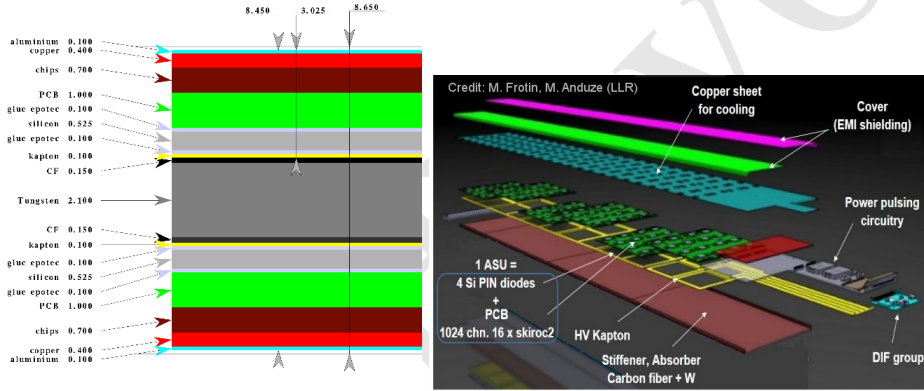 8.450 3.025 8.650
aluminium 0.100
copper 0.400
chips 0.700
PCB 1.000
glue epotec 0.100
silicon 0.525
glue epotec 0.100
kapton 0.100
CF 0.150
Tungsten 2.100
CF 0.150
kapton 0.100
glue epotec 0.100
silicon 0.525
glue epotec 0.100
PCB 1.000
chips 0.700
copper 0.400
aluminium 0.100
Credit: M. Frotin, M. Anduze (LLR)
Copper sheet
for cooling
Cover
(EMI shielding)
Power pulsing
circuitry
1 ASU =
4 Si PIN diodes
+
PCB
1024 chn. 16 x skiroc2
HV Kapton
Stiffener, Absorber
Carbon fiber + W
DIF group